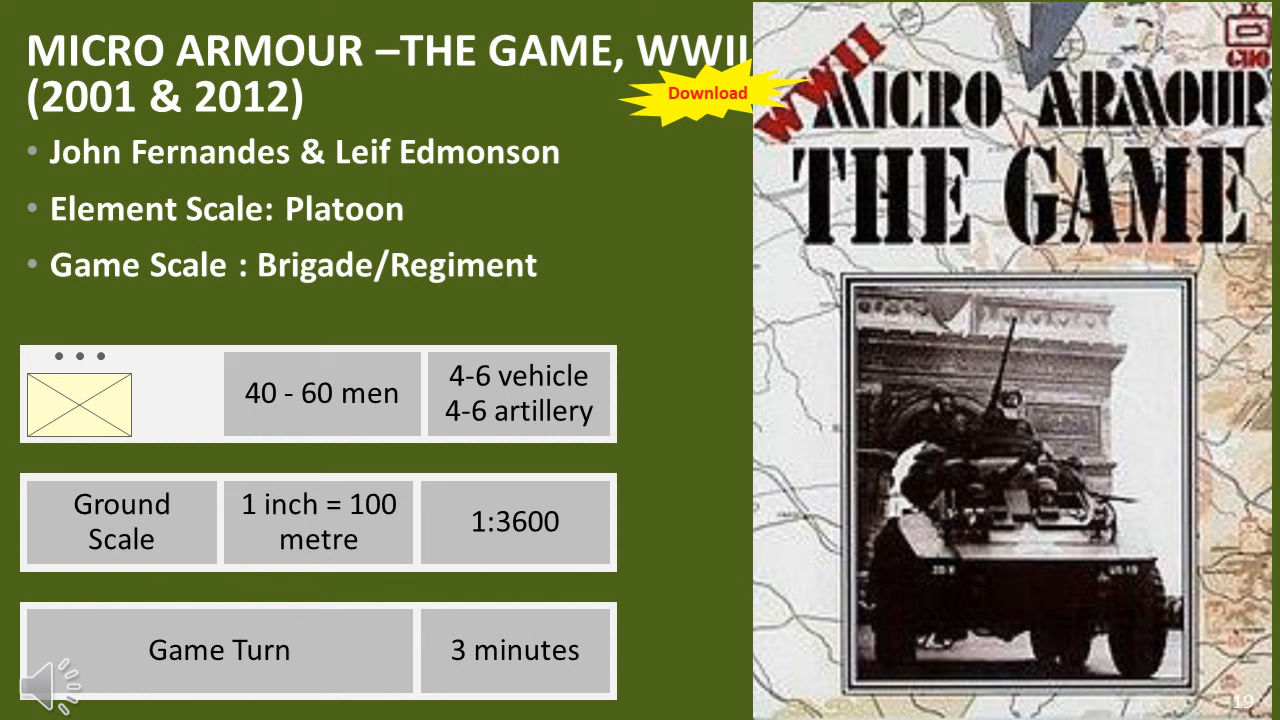 MICRO ARMOUR –THE GAME, WWII
(2001 & 2012)
Download
• John Fernandes & Leif Edmonson
• Element Scale: Platoon
• Game Scale : Brigade/Regiment
40 - 60 men
4-6 vehicle
4-6 artillery
Ground
Scale
1 inch = 100
metre
1:3600
Game Turn
3 minutes
GHQ
WWII
MICRO ARMOUR
THE GAME
19